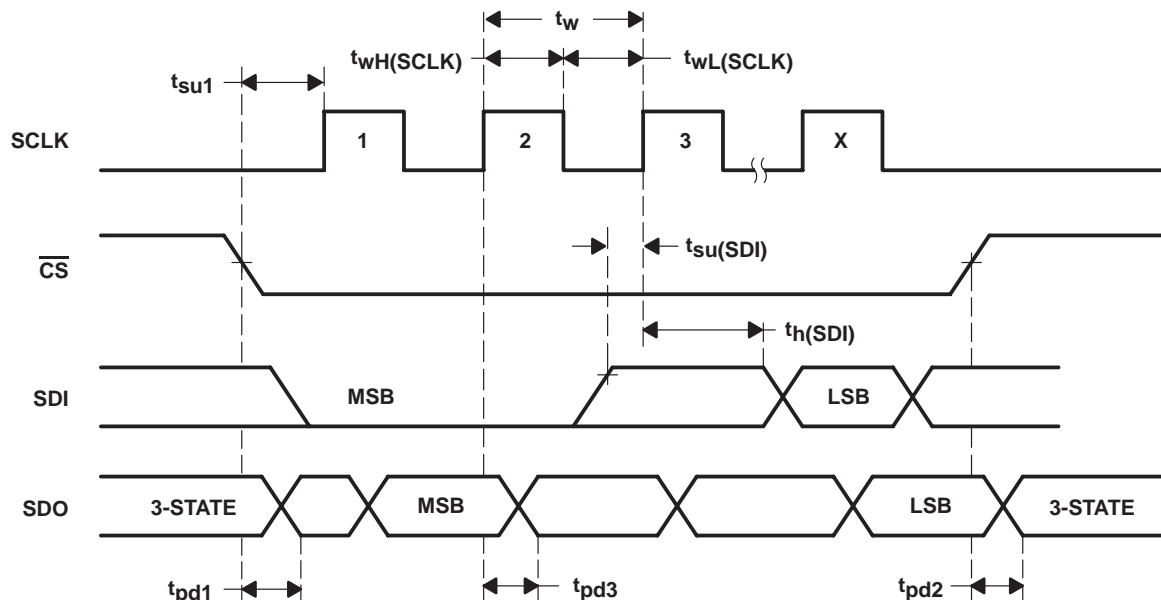 tw
twH(SCLK)
twL(SCLK)
tsu1
SCLK
1
2
3
X
CS
tsu(SDI)
th(SDI)
SDI
MSB
LSB
SDO
3-STATE
MSB
LSB
3-STATE
tpd1
tpd3
tpd2